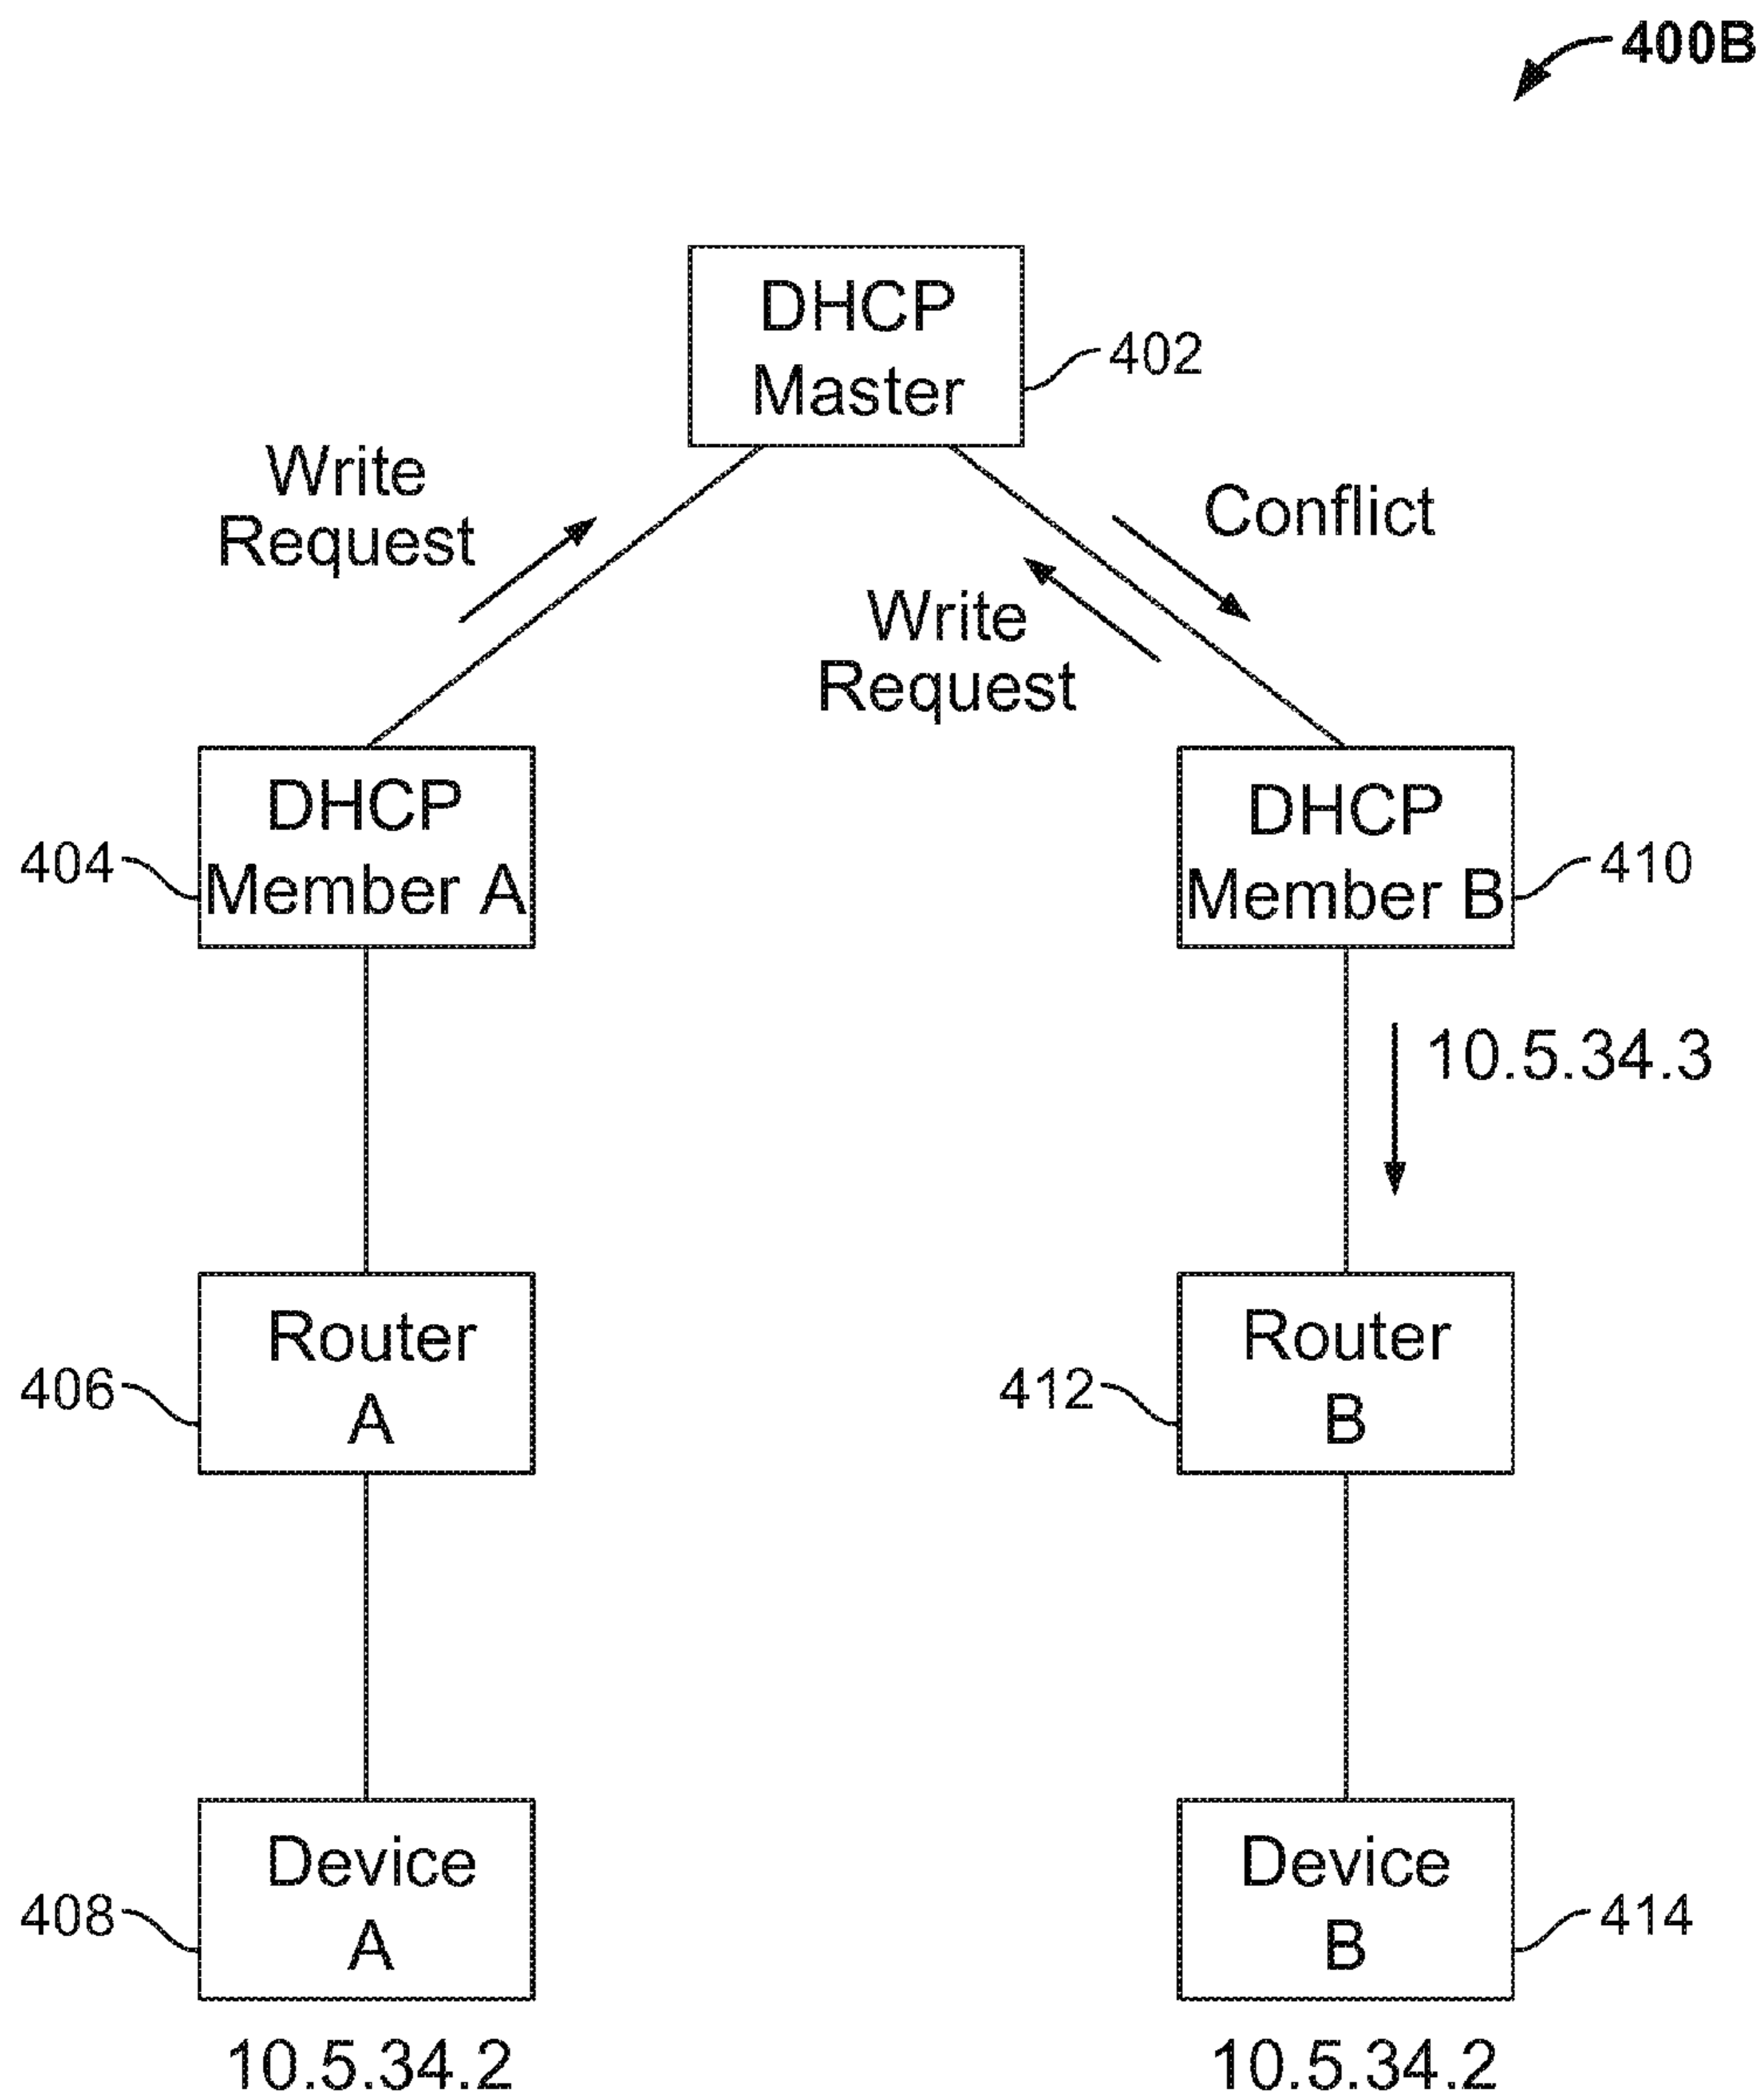 400B
DHCP
Master
402
Write
Request
Conflict
Write
Request
DHCP
Member A
404
DHCP
Member B
410
10.5.34.3
Router
A
406
Router
B
412
Device
A
408
Device
B
414
10.5.34.2
10.5.34.2